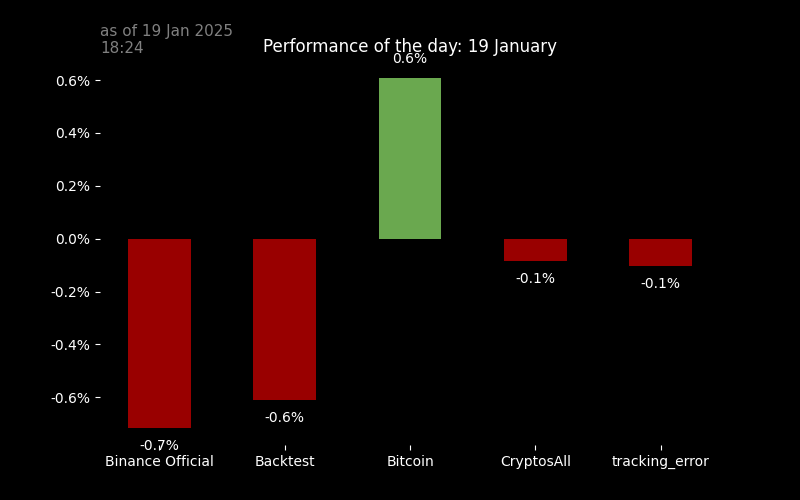 as of 19 Jan 2025
18:24
Performance of the day: 19 January
0.6%
0.6%
0.4%
0.2%
0.0%
-0.2%
-0.4%
-0.6%
-0.1%
-0.1%
-0.6%
-0.7%
Binance Official
Backtest
Bitcoin
CryptosAll
tracking_error